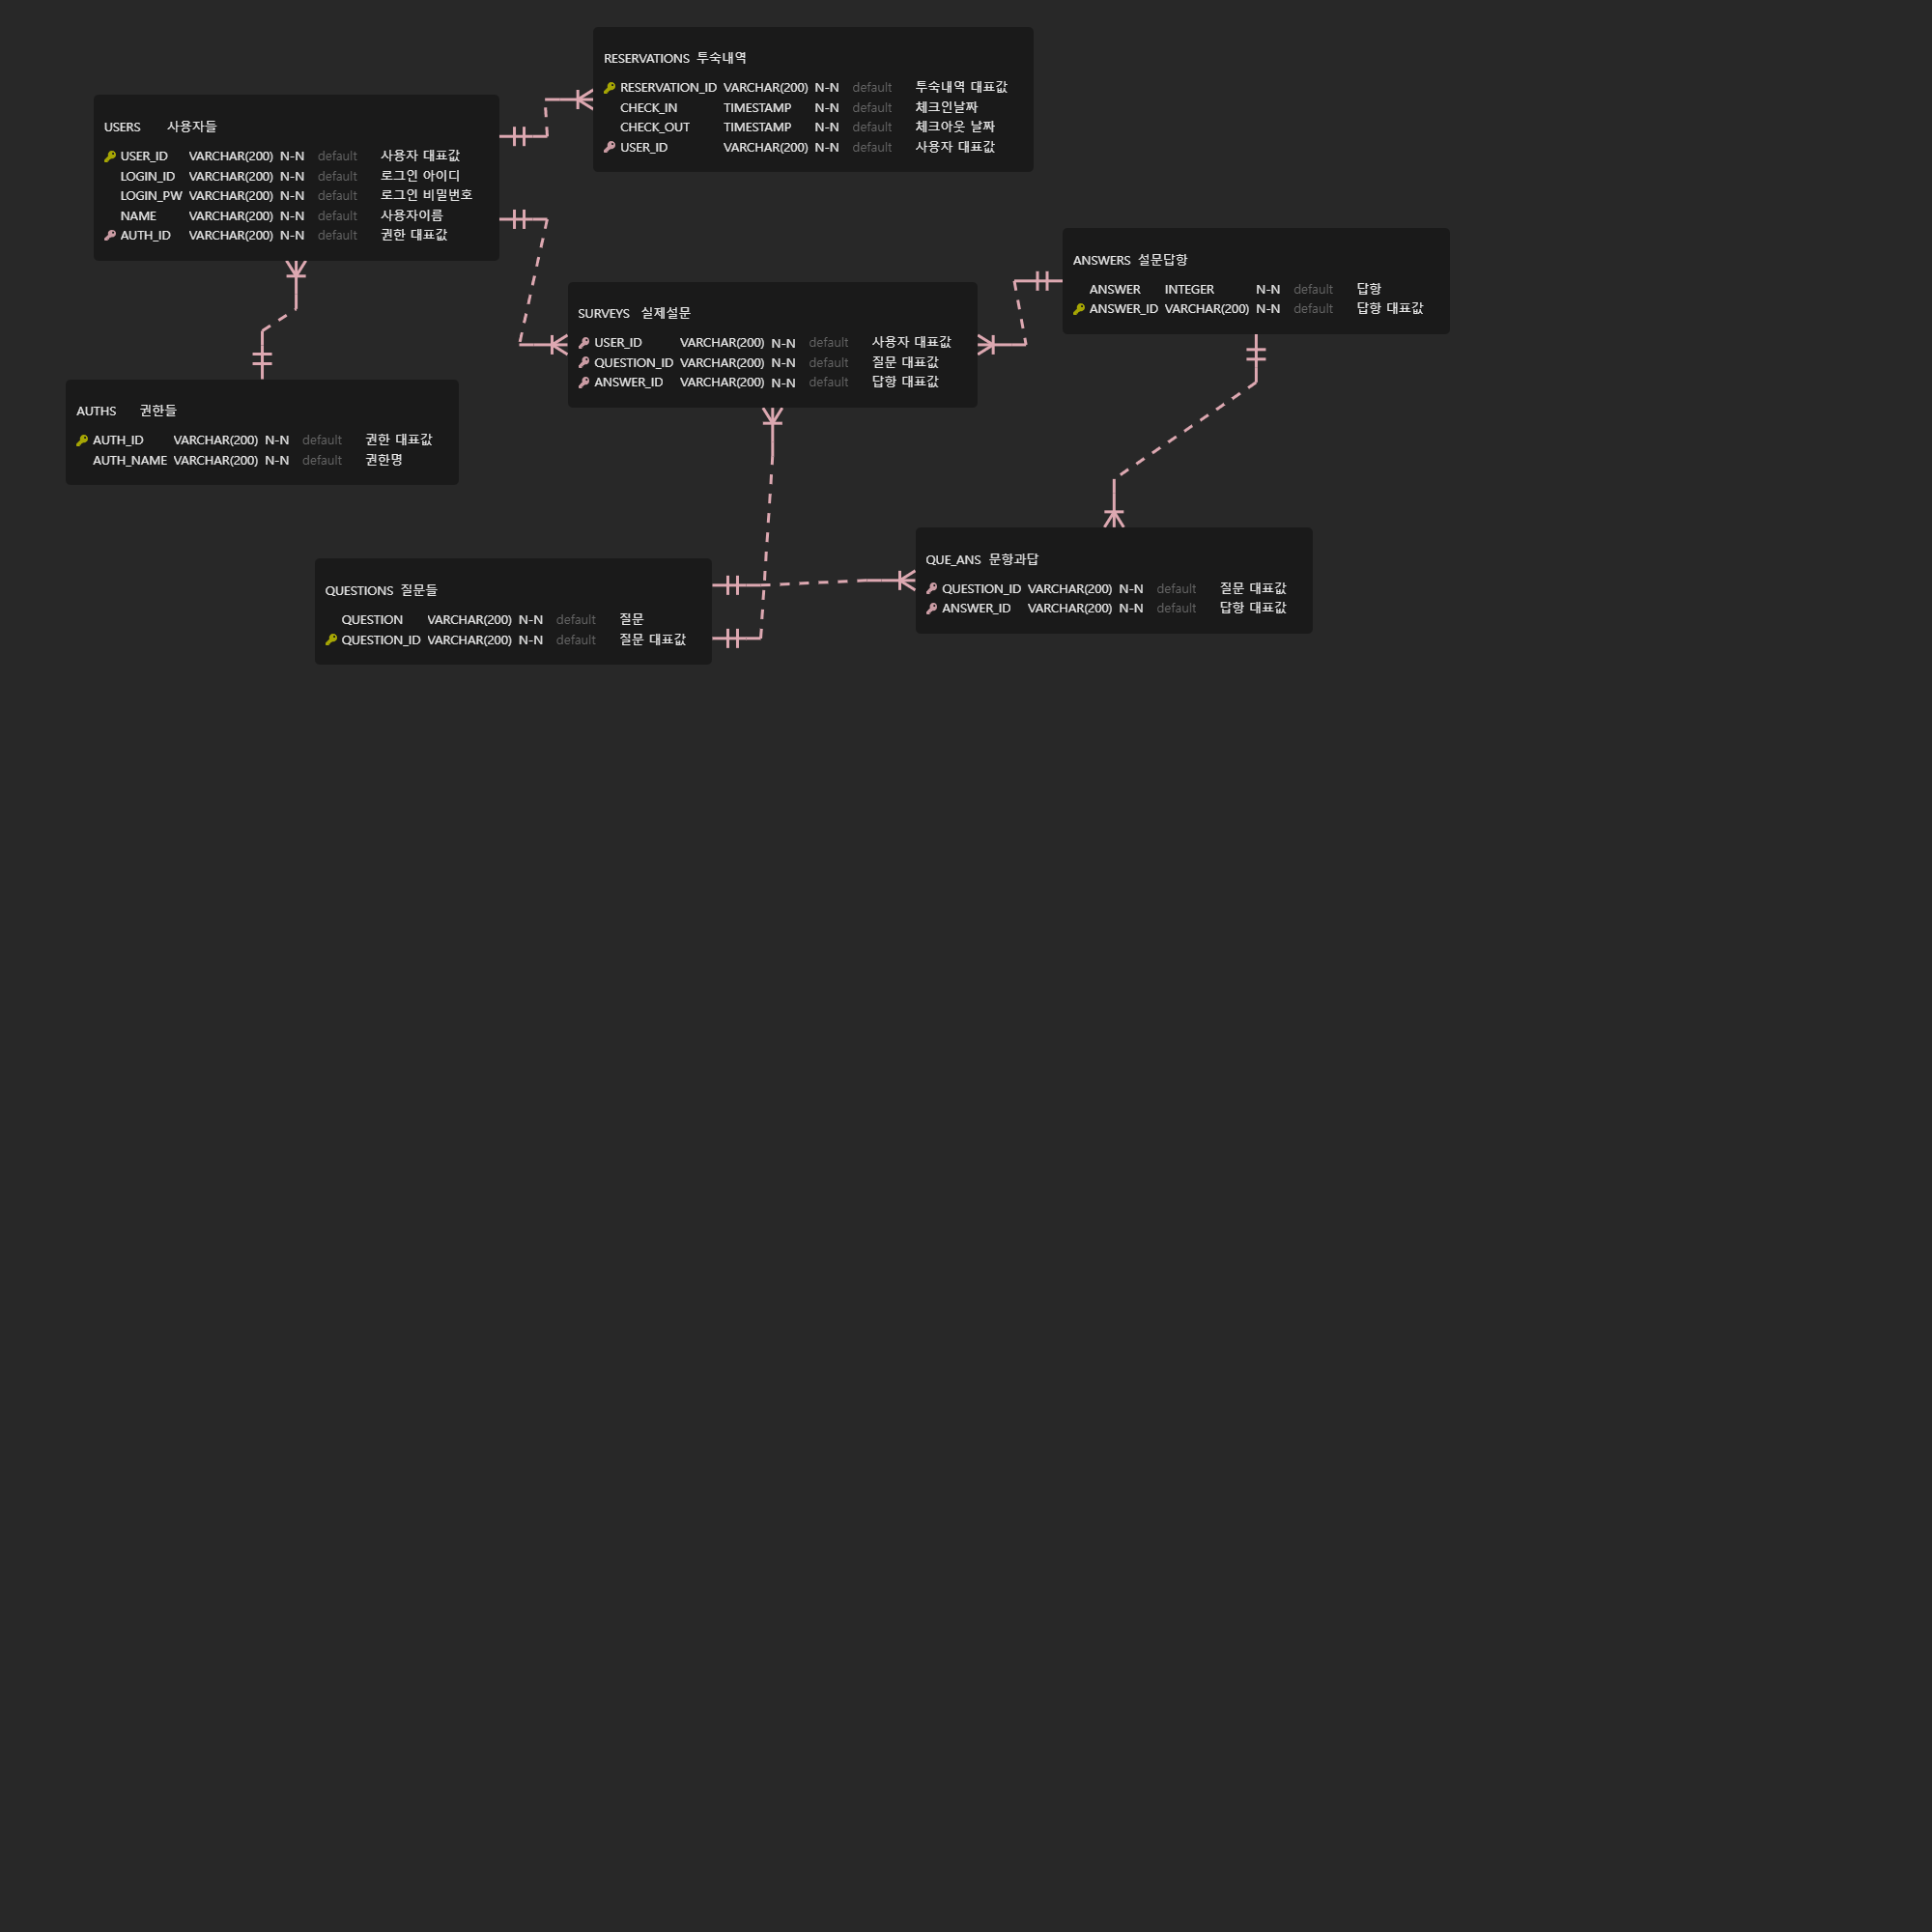 RESERVATIONS 투숙내역
RESERVATION_ID VARCHAR(200) N-N default 투숙내역 대표값
CHECK_IN TIMESTAMP N-N default 체크인날짜
CHECK_OUT TIMESTAMP N-N default 체크아웃 날짜
USER_ID VARCHAR(200) N-N default 사용자 대표값
USERS 사용자들
USER_ID VARCHAR(200) N-N default 사용자 대표값
LOGIN_ID VARCHAR(200) N-N default 로그인 아이디
LOGIN_PW VARCHAR(200) N-N default 로그인 비밀번호
NAME VARCHAR(200) N-N default 사용자이름
AUTH_ID VARCHAR(200) N-N default 권한 대표값
ANSWERS 설문답항
ANSWER INTEGER N-N default 답항
ANSWER_ID VARCHAR(200) N-N default 답항 대표값
SURVEYS 실제설문
USER_ID VARCHAR(200) N-N default 사용자 대표값
QUESTION_ID VARCHAR(200) N-N default 질문 대표값
ANSWER_ID VARCHAR(200) N-N default 답항 대표값
AUTHS 권한들
AUTH_ID VARCHAR(200) N-N default 권한 대표값
AUTH_NAME VARCHAR(200) N-N default 권한명
QUE_ANS 문항과답
QUESTION_ID VARCHAR(200) N-N default 질문 대표값
ANSWER_ID VARCHAR(200) N-N default 답항 대표값
QUESTIONS 질문들
QUESTION VARCHAR(200) N-N default 질문
QUESTION_ID VARCHAR(200) N-N default 질문 대표값